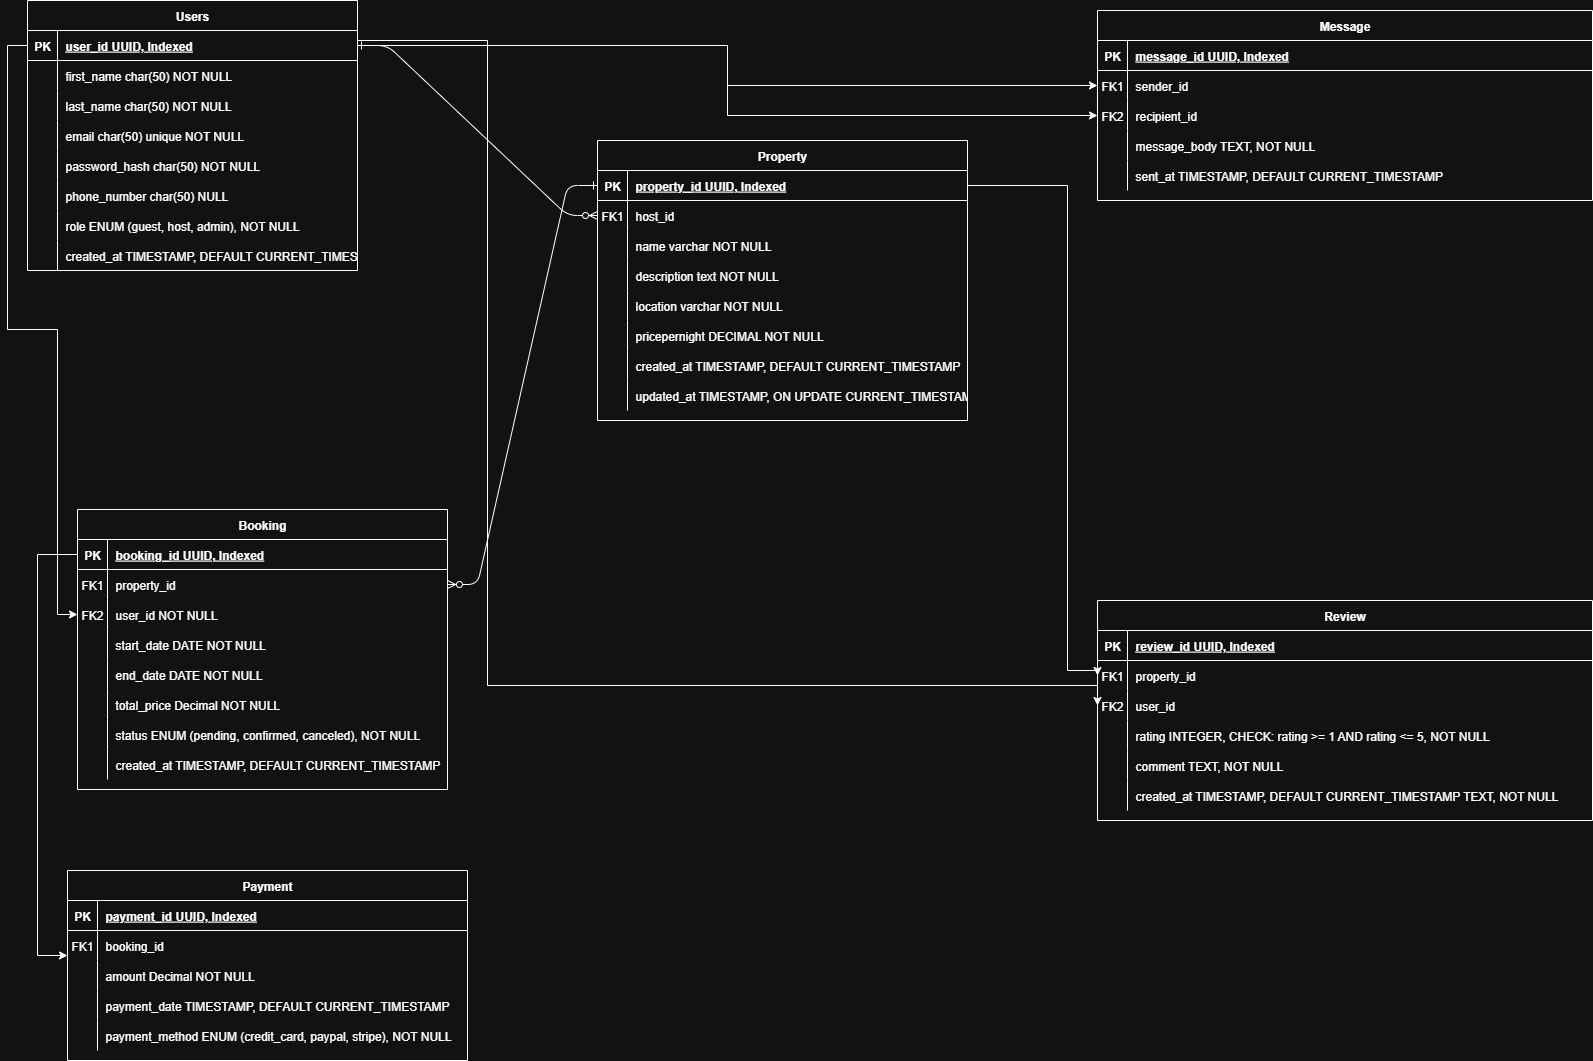 Users
PK user_id UUID, Indexed
first_name char(50) NOT NULL
last_name char(50) NOT NULL
email char(50) unique NOT NULL
password_hash char(50) NOT NULL
phone_number char(50) NULL
role ENUM (guest, host, admin), NOT NULL
created_at TIMESTAMP, DEFAULT CURRENT_TIMES
Message
PK message_id UUID, Indexed
FK1 sender_id
FK2 recipient_id
message_body TEXT, NOT NULL
sent_at TIMESTAMP, DEFAULT CURRENT_TIMESTAMP
Property
PK property_id UUID, Indexed
FK1 host_id
name varchar NOT NULL
description text NOT NULL
location varchar NOT NULL
pricepernight DECIMAL NOT NULL
created_at TIMESTAMP, DEFAULT CURRENT_TIMESTAMP
updated_at TIMESTAMP, ON UPDATE CURRENT_TIMESTAM
Booking
PK booking_id UUID, Indexed
FK1 property_id
FK2 user_id NOT NULL
start_date DATE NOT NULL
end_date DATE NOT NULL
total_price Decimal NOT NULL
status ENUM (pending, confirmed, canceled), NOT NULL
created_at TIMESTAMP, DEFAULT CURRENT_TIMESTAMP
Review
PK review_id UUID, Indexed
FK1 property_id
FK2 user_id
rating INTEGER, CHECK: rating >= 1 AND rating <= 5, NOT NULL
comment TEXT, NOT NULL
created_at TIMESTAMP, DEFAULT CURRENT_TIMESTAMP TEXT, NOT NULL
Payment
PK payment_id UUID, Indexed
FK1 booking_id
amount Decimal NOT NULL
payment_date TIMESTAMP, DEFAULT CURRENT_TIMESTAMP
payment_method ENUM (credit_card, paypal, stripe), NOT NULL